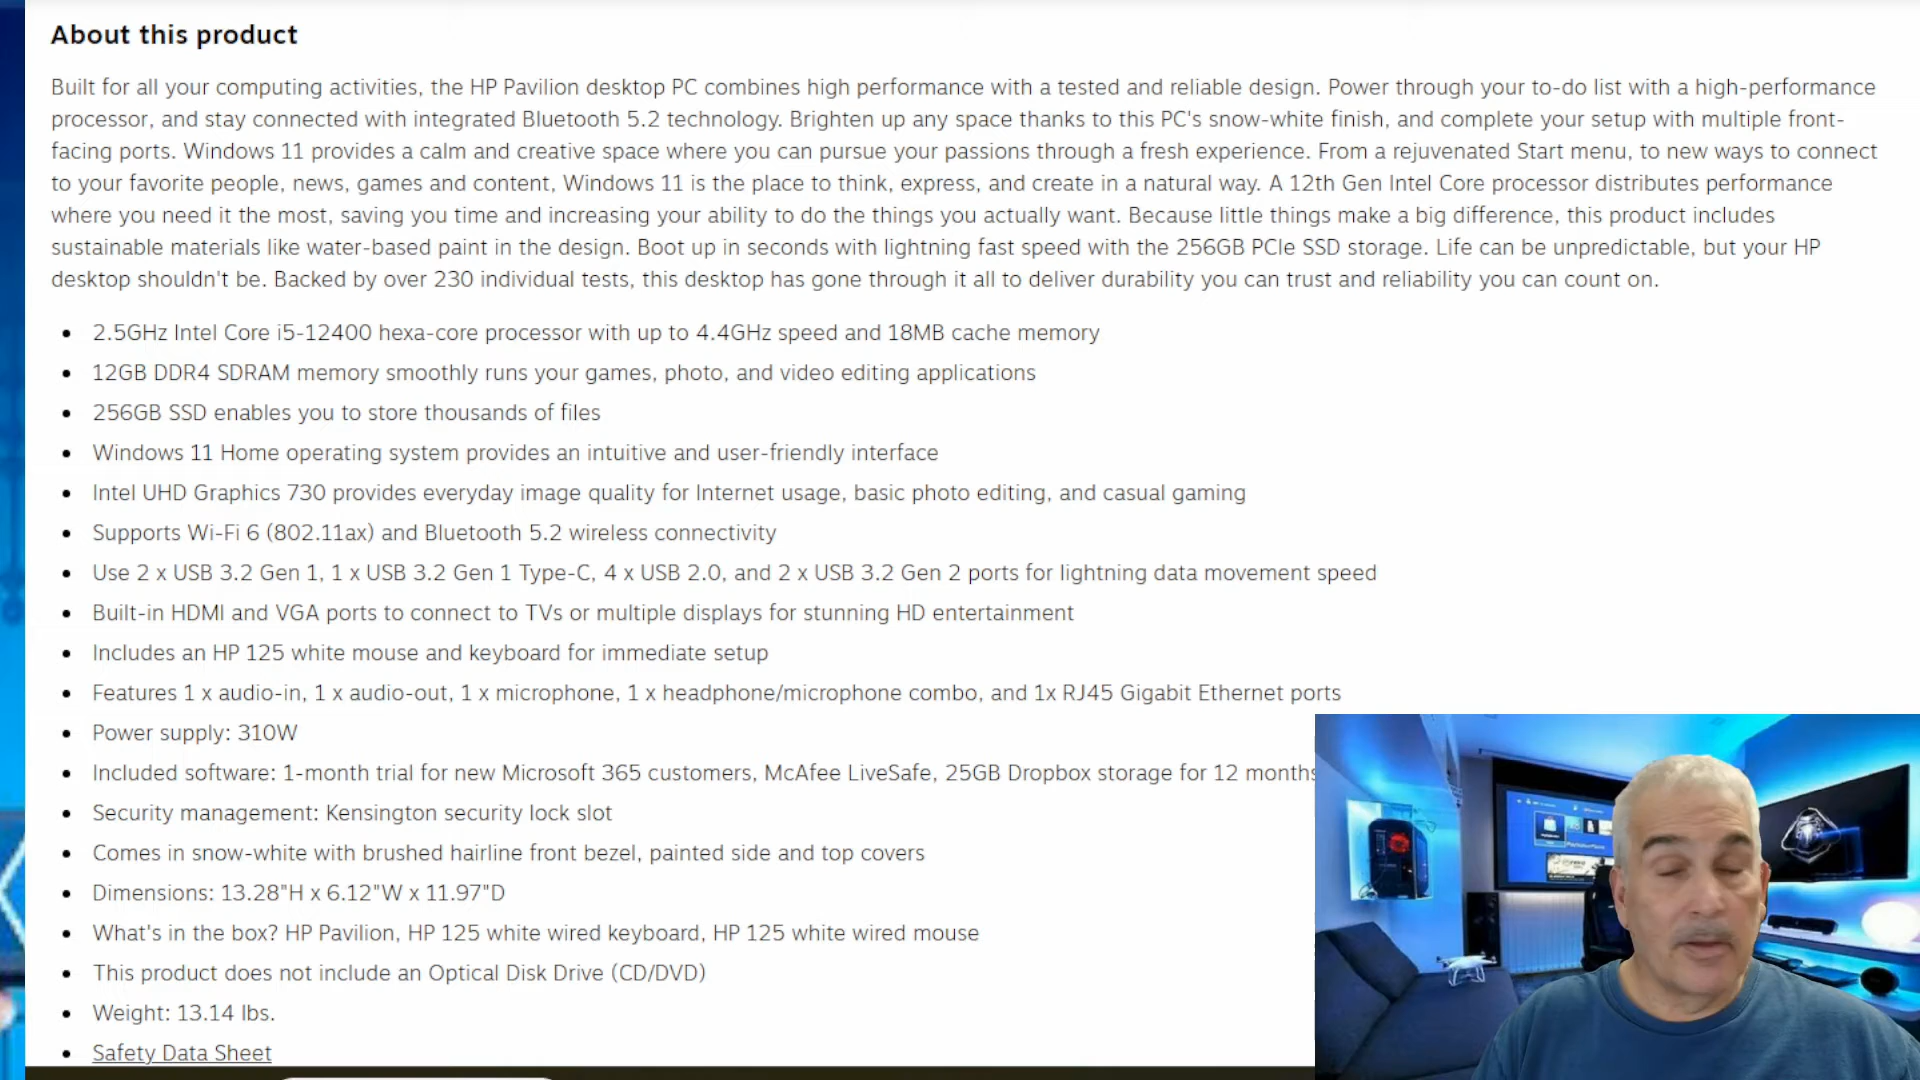 About this product
Built for all your computing activities, the HP Pavilion desktop PC combines high performance with a tested and reliable design. Power through your to-do list with a high-performance
processor, and stay connected with integrated Bluetooth 5.2 technology. Brighten up any space thanks to this PC's snow-white finish, and complete your setup with multiple front-
facing ports. Windows 11 provides a calm and creative space where you can pursue your passions through a fresh experience. From a rejuvenated Start menu, to new ways to connect
to your favorite people, news, games and content, Windows 11 is the place to think, express, and create in a natural way. A 12th Gen Intel Core processor distributes performance
where you need it the most, saving you time and increasing your ability to do the things you actually want. Because little things make a big difference, this product includes
sustainable materials like water-based paint in the design. Boot up in seconds with lightning fast speed with the 256GB PCIe SSD storage. Life can be unpredictable, but your HP
desktop shouldn't be. Backed by over 230 individual tests, this desktop has gone through it all to deliver durability you can trust and reliability you can count on.
• 2.5GHz Intel Core i5-12400 hexa-core processor with up to 4.4GHz speed and 18MB cache memory
• 12GB DDR4 SDRAM memory smoothly runs your games, photo, and video editing applications
• 256GB SSD enables you to store thousands of files
• Windows 11 Home operating system provides an intuitive and user-friendly interface
• Intel UHD Graphics 730 provides everyday image quality for Internet usage, basic photo editing, and casual gaming
• Supports Wi-Fi 6 (802.11ax) and Bluetooth 5.2 wireless connectivity
• Use 2 x USB 3.2 Gen 1, 1 x USB 3.2 Gen 1 Type-C, 4 x USB 2.0, and 2 x USB 3.2 Gen 2 ports for lightning data movement speed
• Built-in HDMI and VGA ports to connect to TVs or multiple displays for stunning HD entertainment
• Includes an HP 125 white mouse and keyboard for immediate setup
• Features 1 x audio-in, 1 x audio-out, 1 x microphone, 1 x headphone/microphone combo, and 1x RJ45 Gigabit Ethernet ports
• Power supply: 310W
• Included software: 1-month trial for new Microsoft 365 customers, McAfee LiveSafe, 25GB Dropbox storage for 12 months
• Security management: Kensington security lock slot
• Comes in snow-white with brushed hairline front bezel, painted side and top covers
• Dimensions: 13.28"H x 6.12"W x 11.97"D
• What's in the box? HP Pavilion, HP 125 white wired keyboard, HP 125 white wired mouse
• This product does not include an Optical Disk Drive (CD/DVD)
• Weight: 13.14 lbs.
• Safety Data Sheet